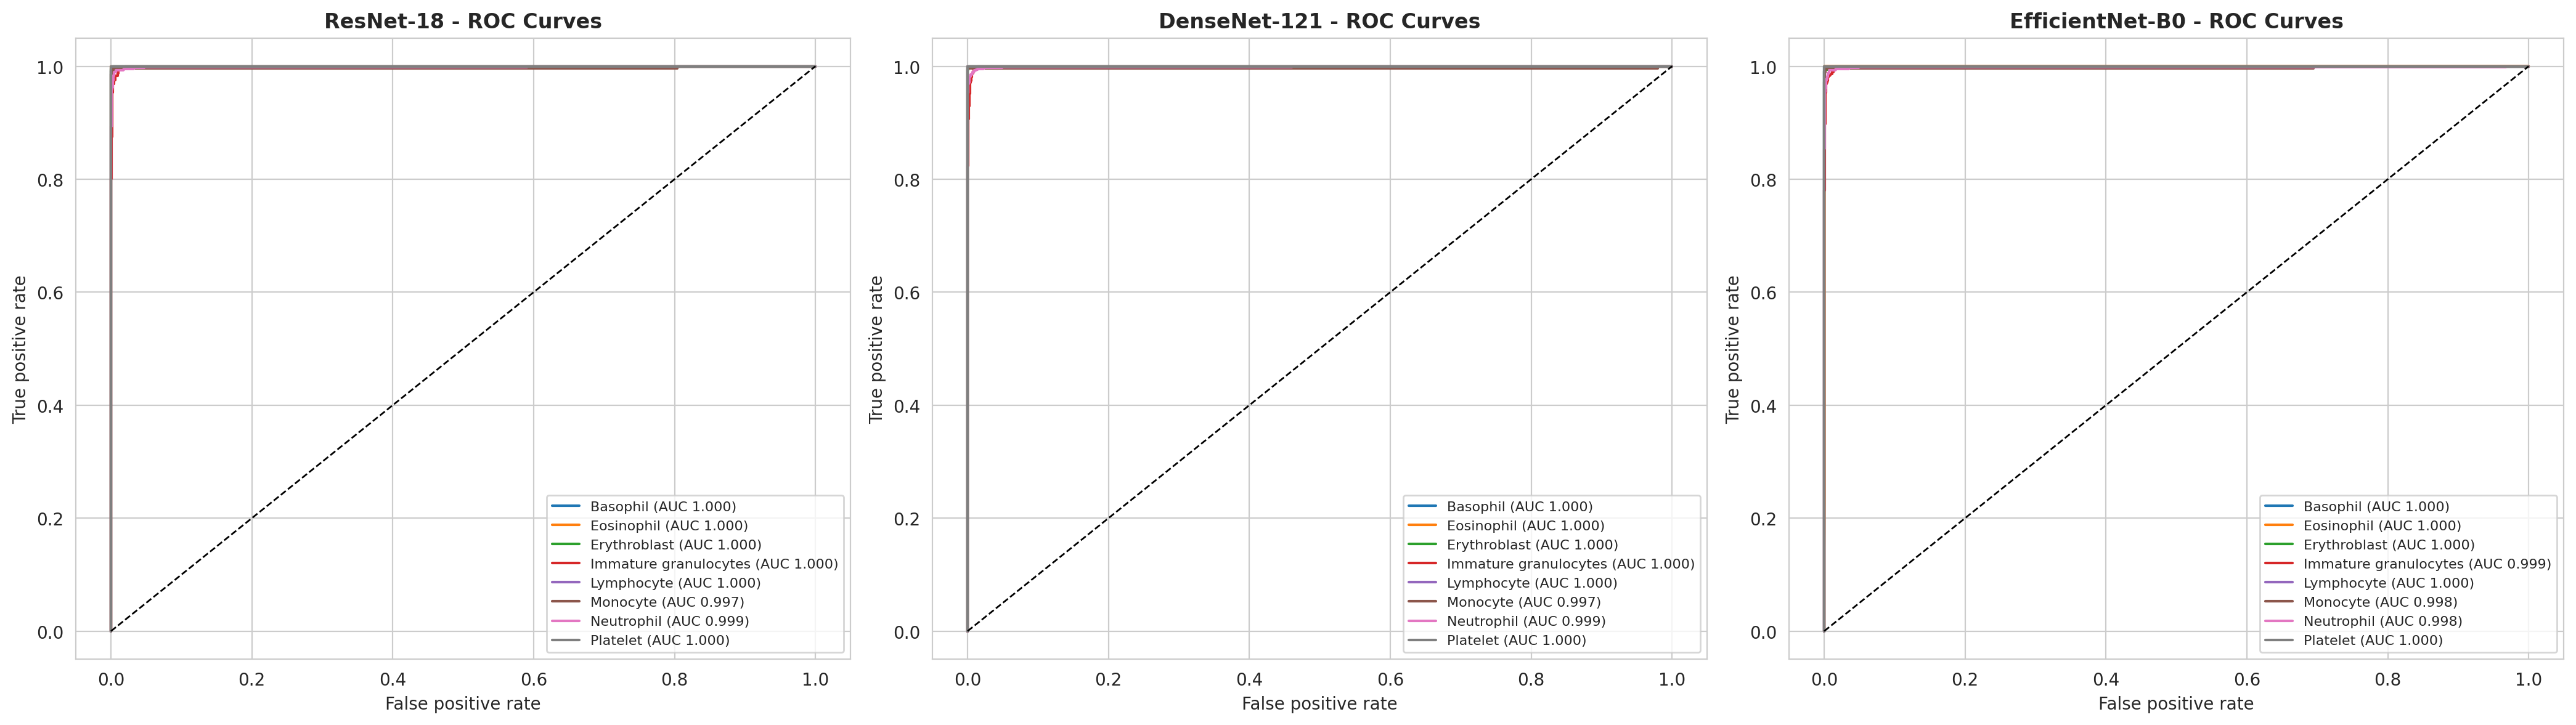 ResNet-18 - ROC Curves
True positive rate
1.0
0.8
0.6
0.4
0.2
0.0
Basophil (AUC 1.000)
Eosinophil (AUC 1.000)
Erythroblast (AUC 1.000)
Immature granulocytes (AUC 1.000)
Lymphocyte (AUC 1.000)
Monocyte (AUC 0.997)
Neutrophil (AUC 0.999)
Platelet (AUC 1.000)
0.0 0.2 0.4 0.6 0.8 1.0
False positive rate
DenseNet-121 - ROC Curves
True positive rate
1.0
0.8
0.6
0.4
0.2
0.0
Basophil (AUC 1.000)
Eosinophil (AUC 1.000)
Erythroblast (AUC 1.000)
Immature granulocytes (AUC 1.000)
Lymphocyte (AUC 1.000)
Monocyte (AUC 0.997)
Neutrophil (AUC 0.999)
Platelet (AUC 1.000)
0.0 0.2 0.4 0.6 0.8 1.0
False positive rate
EfficientNet-B0 - ROC Curves
True positive rate
1.0
0.8
0.6
0.4
0.2
0.0
Basophil (AUC 1.000)
Eosinophil (AUC 1.000)
Erythroblast (AUC 1.000)
Immature granulocytes (AUC 0.999)
Lymphocyte (AUC 1.000)
Monocyte (AUC 0.998)
Neutrophil (AUC 0.998)
Platelet (AUC 1.000)
0.0 0.2 0.4 0.6 0.8 1.0
False positive rate